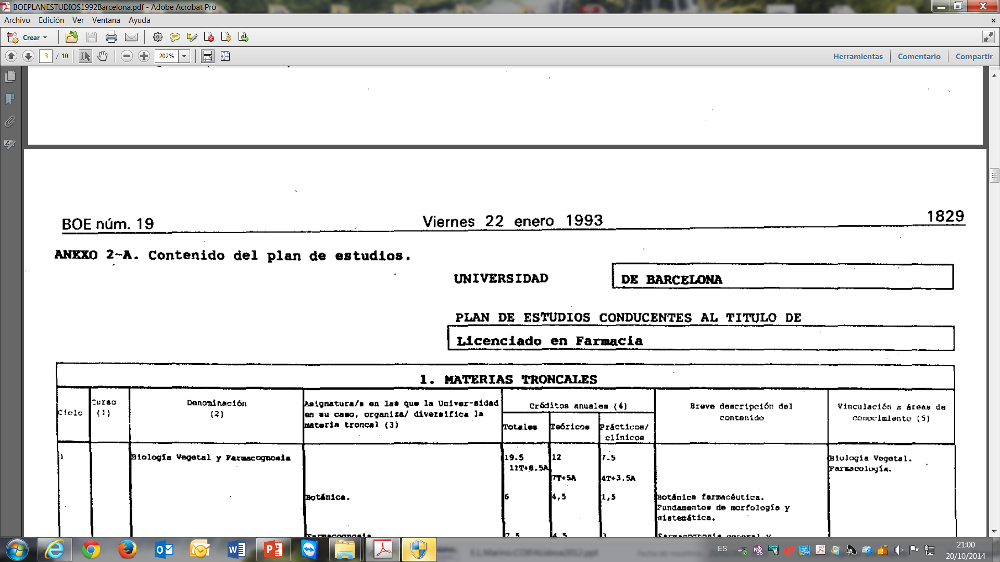 BOEPLANESTUDIOS1992Barcelona.pdf - Adobe Acrobat Pro
Archivo Edición Ver Ventana Ayuda
Crear
3 / 10 202% Herramientas Comentario Compartir
BOE núm. 19 Viernes 22 enero 1993 1829
ANEXO 2-A. Contenido del plan de estudios.
UNIVERSIDAD DE BARCELONA
PLAN DE ESTUDIOS CONDUCENTES AL TITULO DE
Licenciado en Farmacia
1. MATERIAS TRONCALES
Ciclo
Curso
(1)
Denominación
(2)
Asignatura/s en las que la Univer-sidad
en su caso, organiza/ diversifica la
materia troncal (3)
Créditos anuales (4)
Totales Teóricos Prácticos/
clínicos
Breve descripción del
contenido
Vinculación a áreas de
conocimiento (5)
1 Biología Vegetal y Farmacognosia 19.5 12 7.5 Biología Vegetal.
11T+8.5A Farmacología.
7T+5A 4T+3.5A
Botánica. 6 4,5 1,5 Botánica farmacéutica.
Fundamentos de morfología y
sistemática.
Farmacognosia 7.5 4.5 3 Farmacognosia general y
ES 21:00
20/10/2014